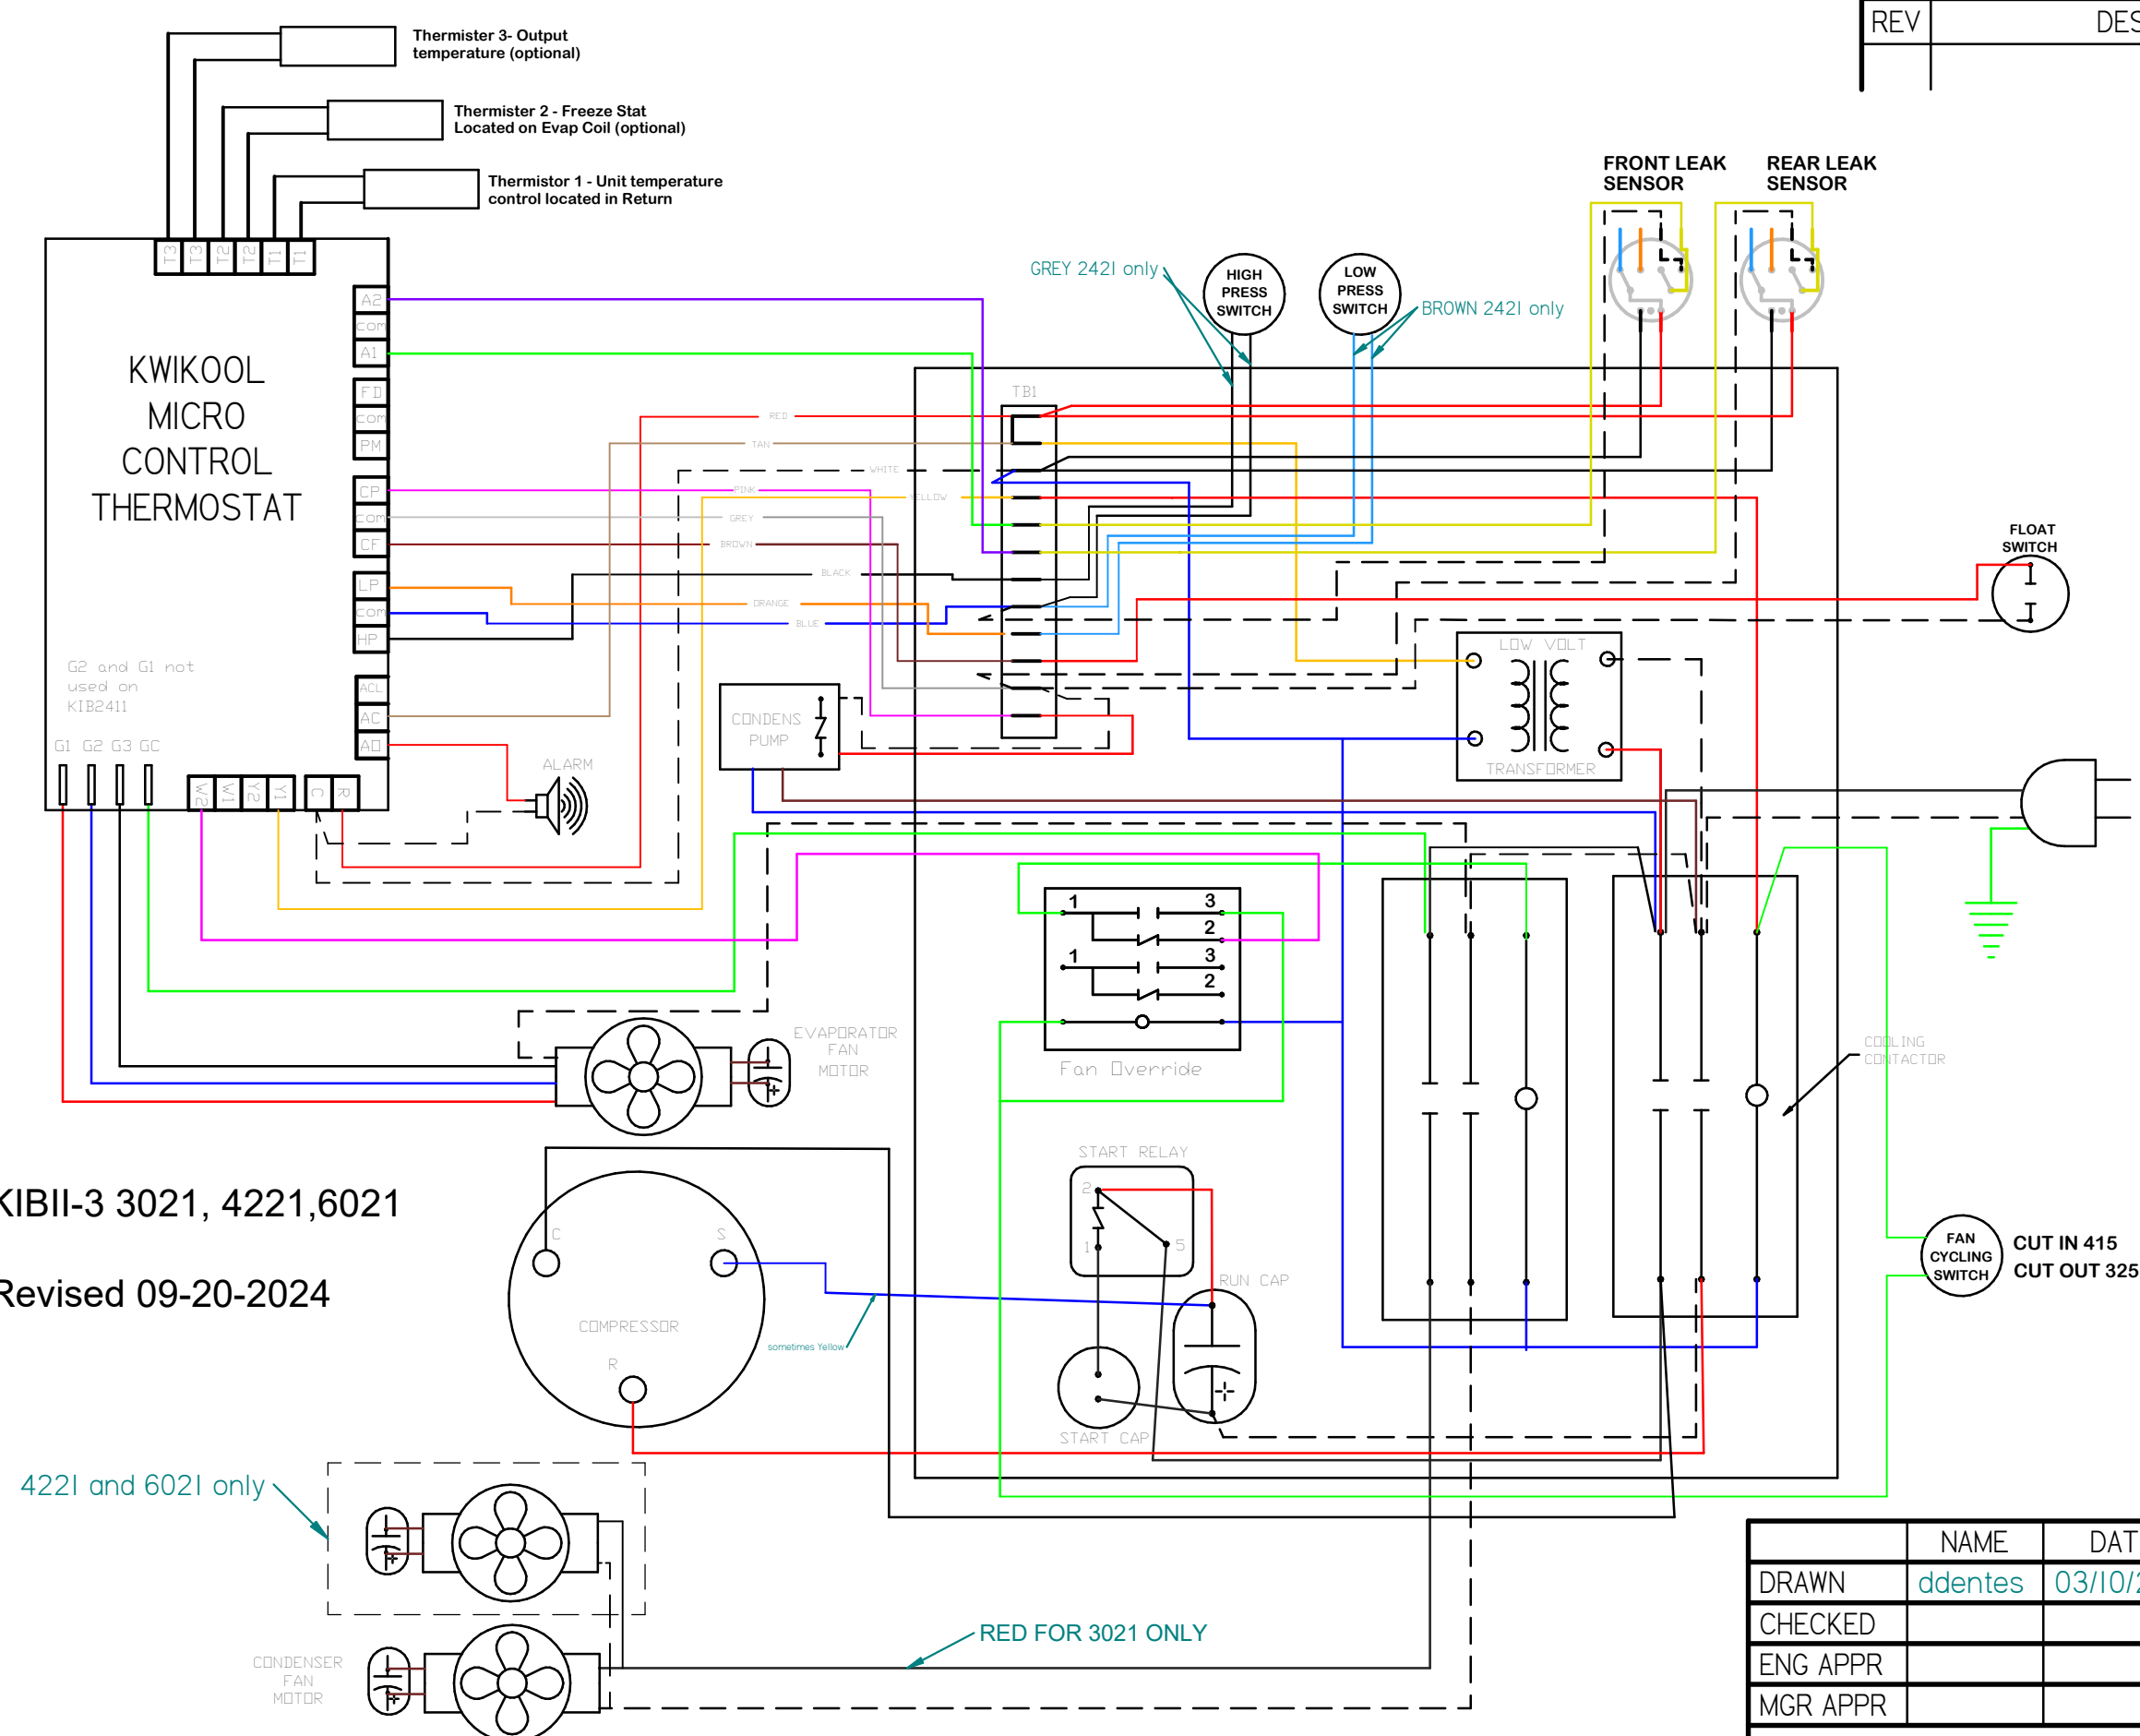 REV
DES
Thermister 3- Output
temperature (optional)
Thermister 2 - Freeze Stat
Located on Evap Coil (optional)
Thermistor 1 - Unit temperature
control located in Return
FRONT LEAK
SENSOR
REAR LEAK
SENSOR
T3 T3 T2 T2 T1 T1
GREY 2421 only
HIGH
PRESS
SWITCH
LOW
PRESS
SWITCH
BROWN 2421 only
A2
COM
A1
FD
COM
PM
CP
COM
CF
LP
COM
HP
ACL
AC
AO
KWIKOOL
MICRO
CONTROL
THERMOSTAT
TB1
RED
TAN
WHITE
PINK
YELLOW
GREY
BROWN
BLACK
ORANGE
BLUE
FLOAT
SWITCH
G2 and G1 not
used on
KIB2411
G1 G2 G3 GC
W2 W1 Y2 Y1 C R
ALARM
CONDENS
PUMP
LOW VOLT
TRANSFORMER
1 3
2
1 3
2
Fan Override
EVAPORATOR
FAN
MOTOR
COOLING
CONTACTOR
START RELAY
2
1
5
RUN CAP
START CAP
KIBII-3 3021, 4221,6021
Revised 09-20-2024
C
S
R
COMPRESSOR
sometimes Yellow
FAN
CYCLING
SWITCH
CUT IN 415
CUT OUT 325
4221 and 6021 only
RED FOR 3021 ONLY
CONDENSER
FAN
MOTOR
NAME DAT
DRAWN ddentes 03/10/2
CHECKED
ENG APPR
MGR APPR